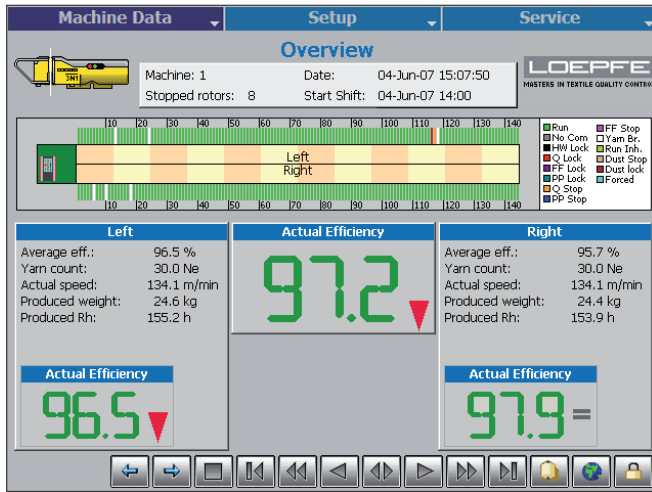 Machine Data
Setup
Service
Overview
3N1
Machine: 1
Date: 04-Jun-07 15:07:50
Stopped rotors: 8
Start Shift: 04-Jun-07 14:00
LOEPFE
MASTERS IN TEXTILE QUALITY CONTRO
10 20 30 40 50 60 70 80 90 100 110 120 130 140
Left
Right
10 20 30 40 50 60 70 80 90 100 110 120 130 140
Run
No Com
HW Lock
Q Lock
FF Lock
PP Lock
Q Stop
PP Stop
FF Stop
Yarn Br.
Run Inh.
Dust Stop
Dust lock
Forced
Left
Average eff.: 96.5 %
Yarn count: 30.0 Ne
Actual speed: 134.1 m/min
Produced weight: 24.6 kg
Produced Rh: 155.2 h
Actual Efficiency
96.5
Actual Efficiency
97.2
Right
Average eff.: 95.7 %
Yarn count: 30.0 Ne
Actual speed: 134.1 m/min
Produced weight: 24.4 kg
Produced Rh: 153.9 h
Actual Efficiency
97.9 =